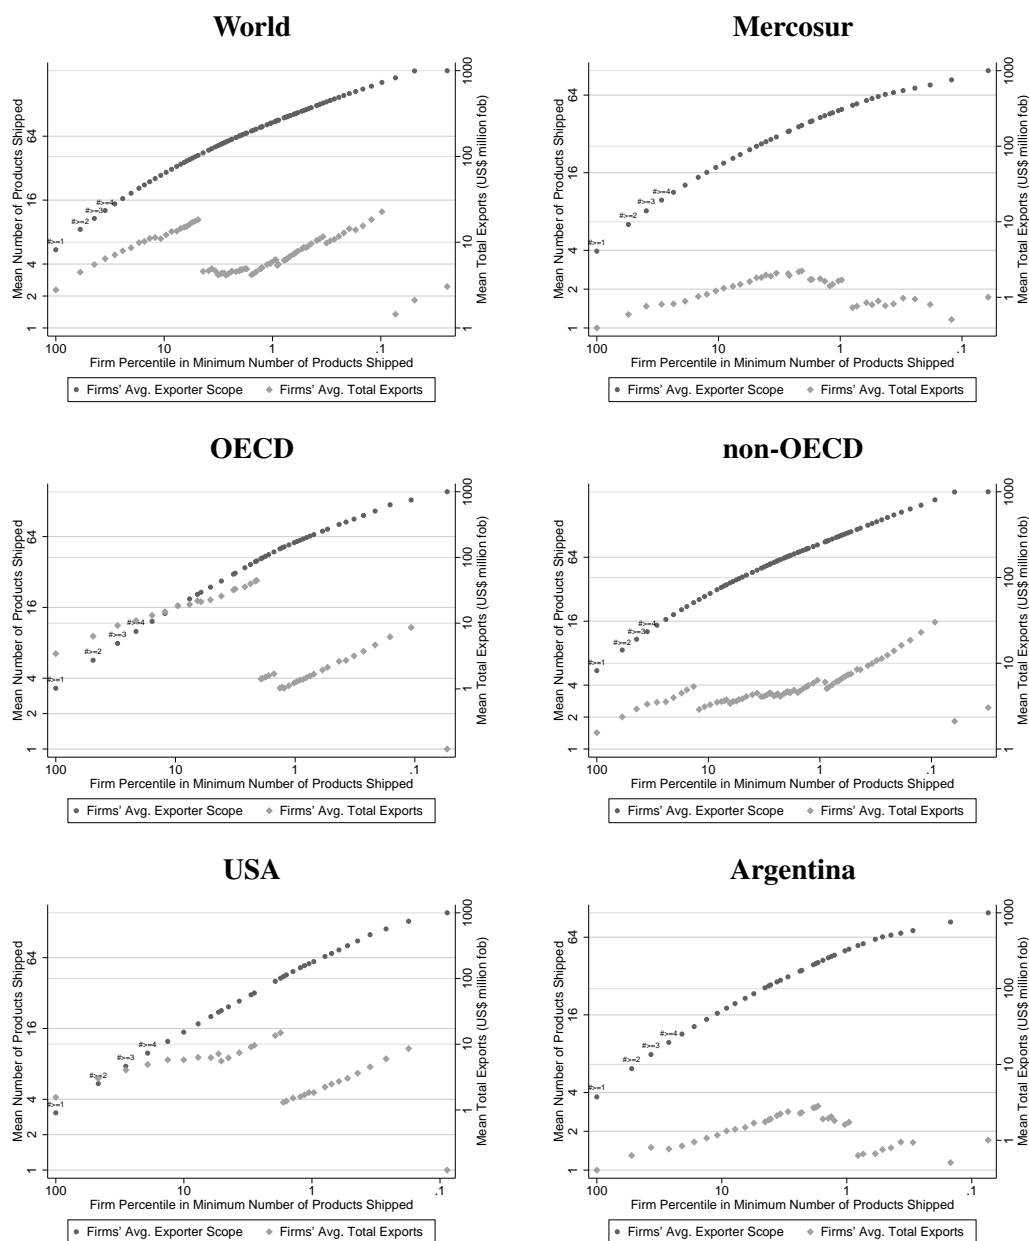 World
Mean Number of Products Shipped
1 2 4 16 64
#>=1
#>=2
#>=3
#>=4
1 10 100 1000
Mean Total Exports (US$ million fob)
100 10 1 .1
Firm Percentile in Minimum Number of Products Shipped
Firms' Avg. Exporter Scope Firms' Avg. Total Exports
Mercosur
Mean Number of Products Shipped
1 2 4 16 64
#>=1
#>=2
#>=3
#>=4
1 10 100 1000
Mean Total Exports (US$ million fob)
100 10 1 .1
Firm Percentile in Minimum Number of Products Shipped
Firms' Avg. Exporter Scope Firms' Avg. Total Exports
OECD
Mean Number of Products Shipped
1 2 4 16 64
#>=1
#>=2
#>=3
#>=4
1 10 100 1000
Mean Total Exports (US$ million fob)
100 10 1 .1
Firm Percentile in Minimum Number of Products Shipped
Firms' Avg. Exporter Scope Firms' Avg. Total Exports
non-OECD
Mean Number of Products Shipped
1 2 4 16 64
#>=1
#>=2
#>=3
#>=4
1 10 100 1000
Mean Total Exports (US$ million fob)
100 10 1 .1
Firm Percentile in Minimum Number of Products Shipped
Firms' Avg. Exporter Scope Firms' Avg. Total Exports
USA
Mean Number of Products Shipped
1 2 4 16 64
#>=1
#>=2
#>=3
#>=4
1 10 100 1000
Mean Total Exports (US$ million fob)
100 10 1 .1
Firm Percentile in Minimum Number of Products Shipped
Firms' Avg. Exporter Scope Firms' Avg. Total Exports
Argentina
Mean Number of Products Shipped
1 2 4 16 64
#>=1
#>=2
#>=3
#>=4
1 10 100 1000
Mean Total Exports (US$ million fob)
100 10 1 .1
Firm Percentile in Minimum Number of Products Shipped
Firms' Avg. Exporter Scope Firms' Avg. Total Exports